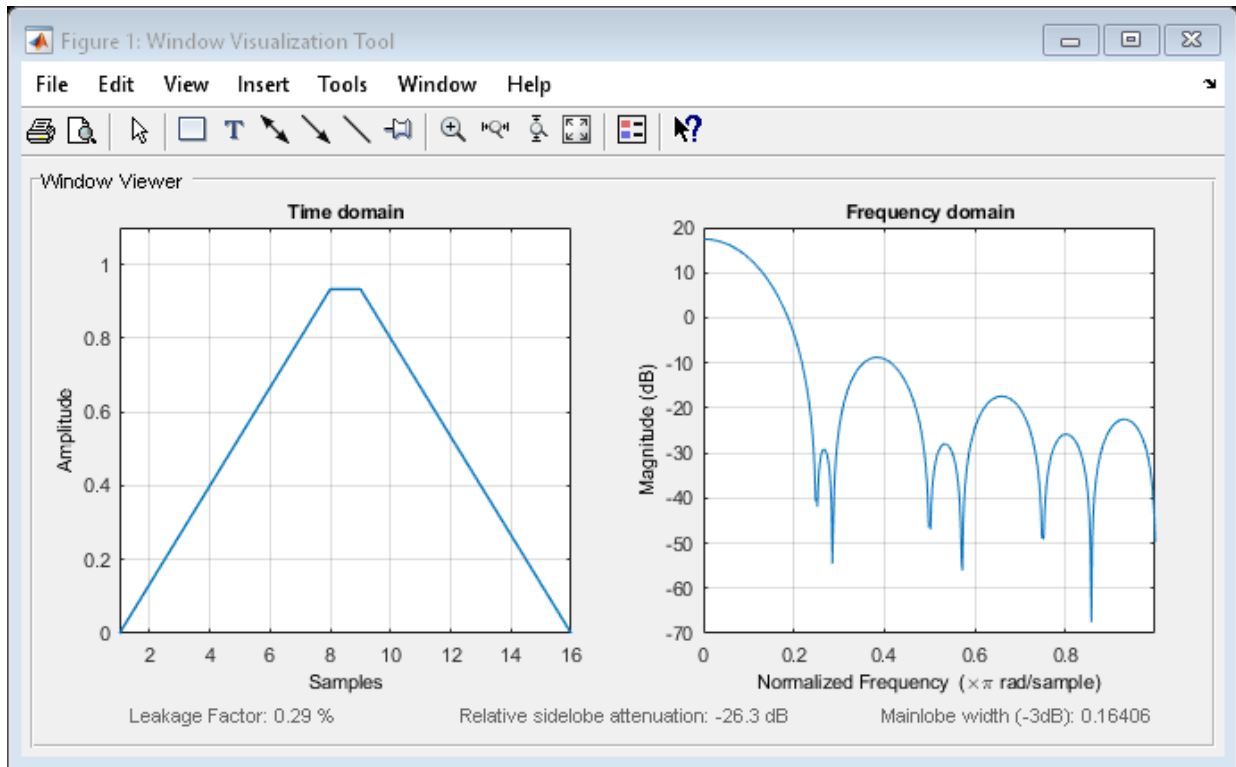 Figure 1: Window Visualization Tool
File Edit View Insert Tools Window Help
T
?
Window Viewer
Time domain
1
0.8
0.6
0.4
0.2
0
Amplitude
2 4 6 8 10 12 14 16
Samples
Frequency domain
20
10
0
-10
-20
-30
-40
-50
-60
-70
Magnitude (dB)
0 0.2 0.4 0.6 0.8
Normalized Frequency (×π rad/sample)
Leakage Factor: 0.29 % Relative sidelobe attenuation: -26.3 dB Mainlobe width (-3dB): 0.16406